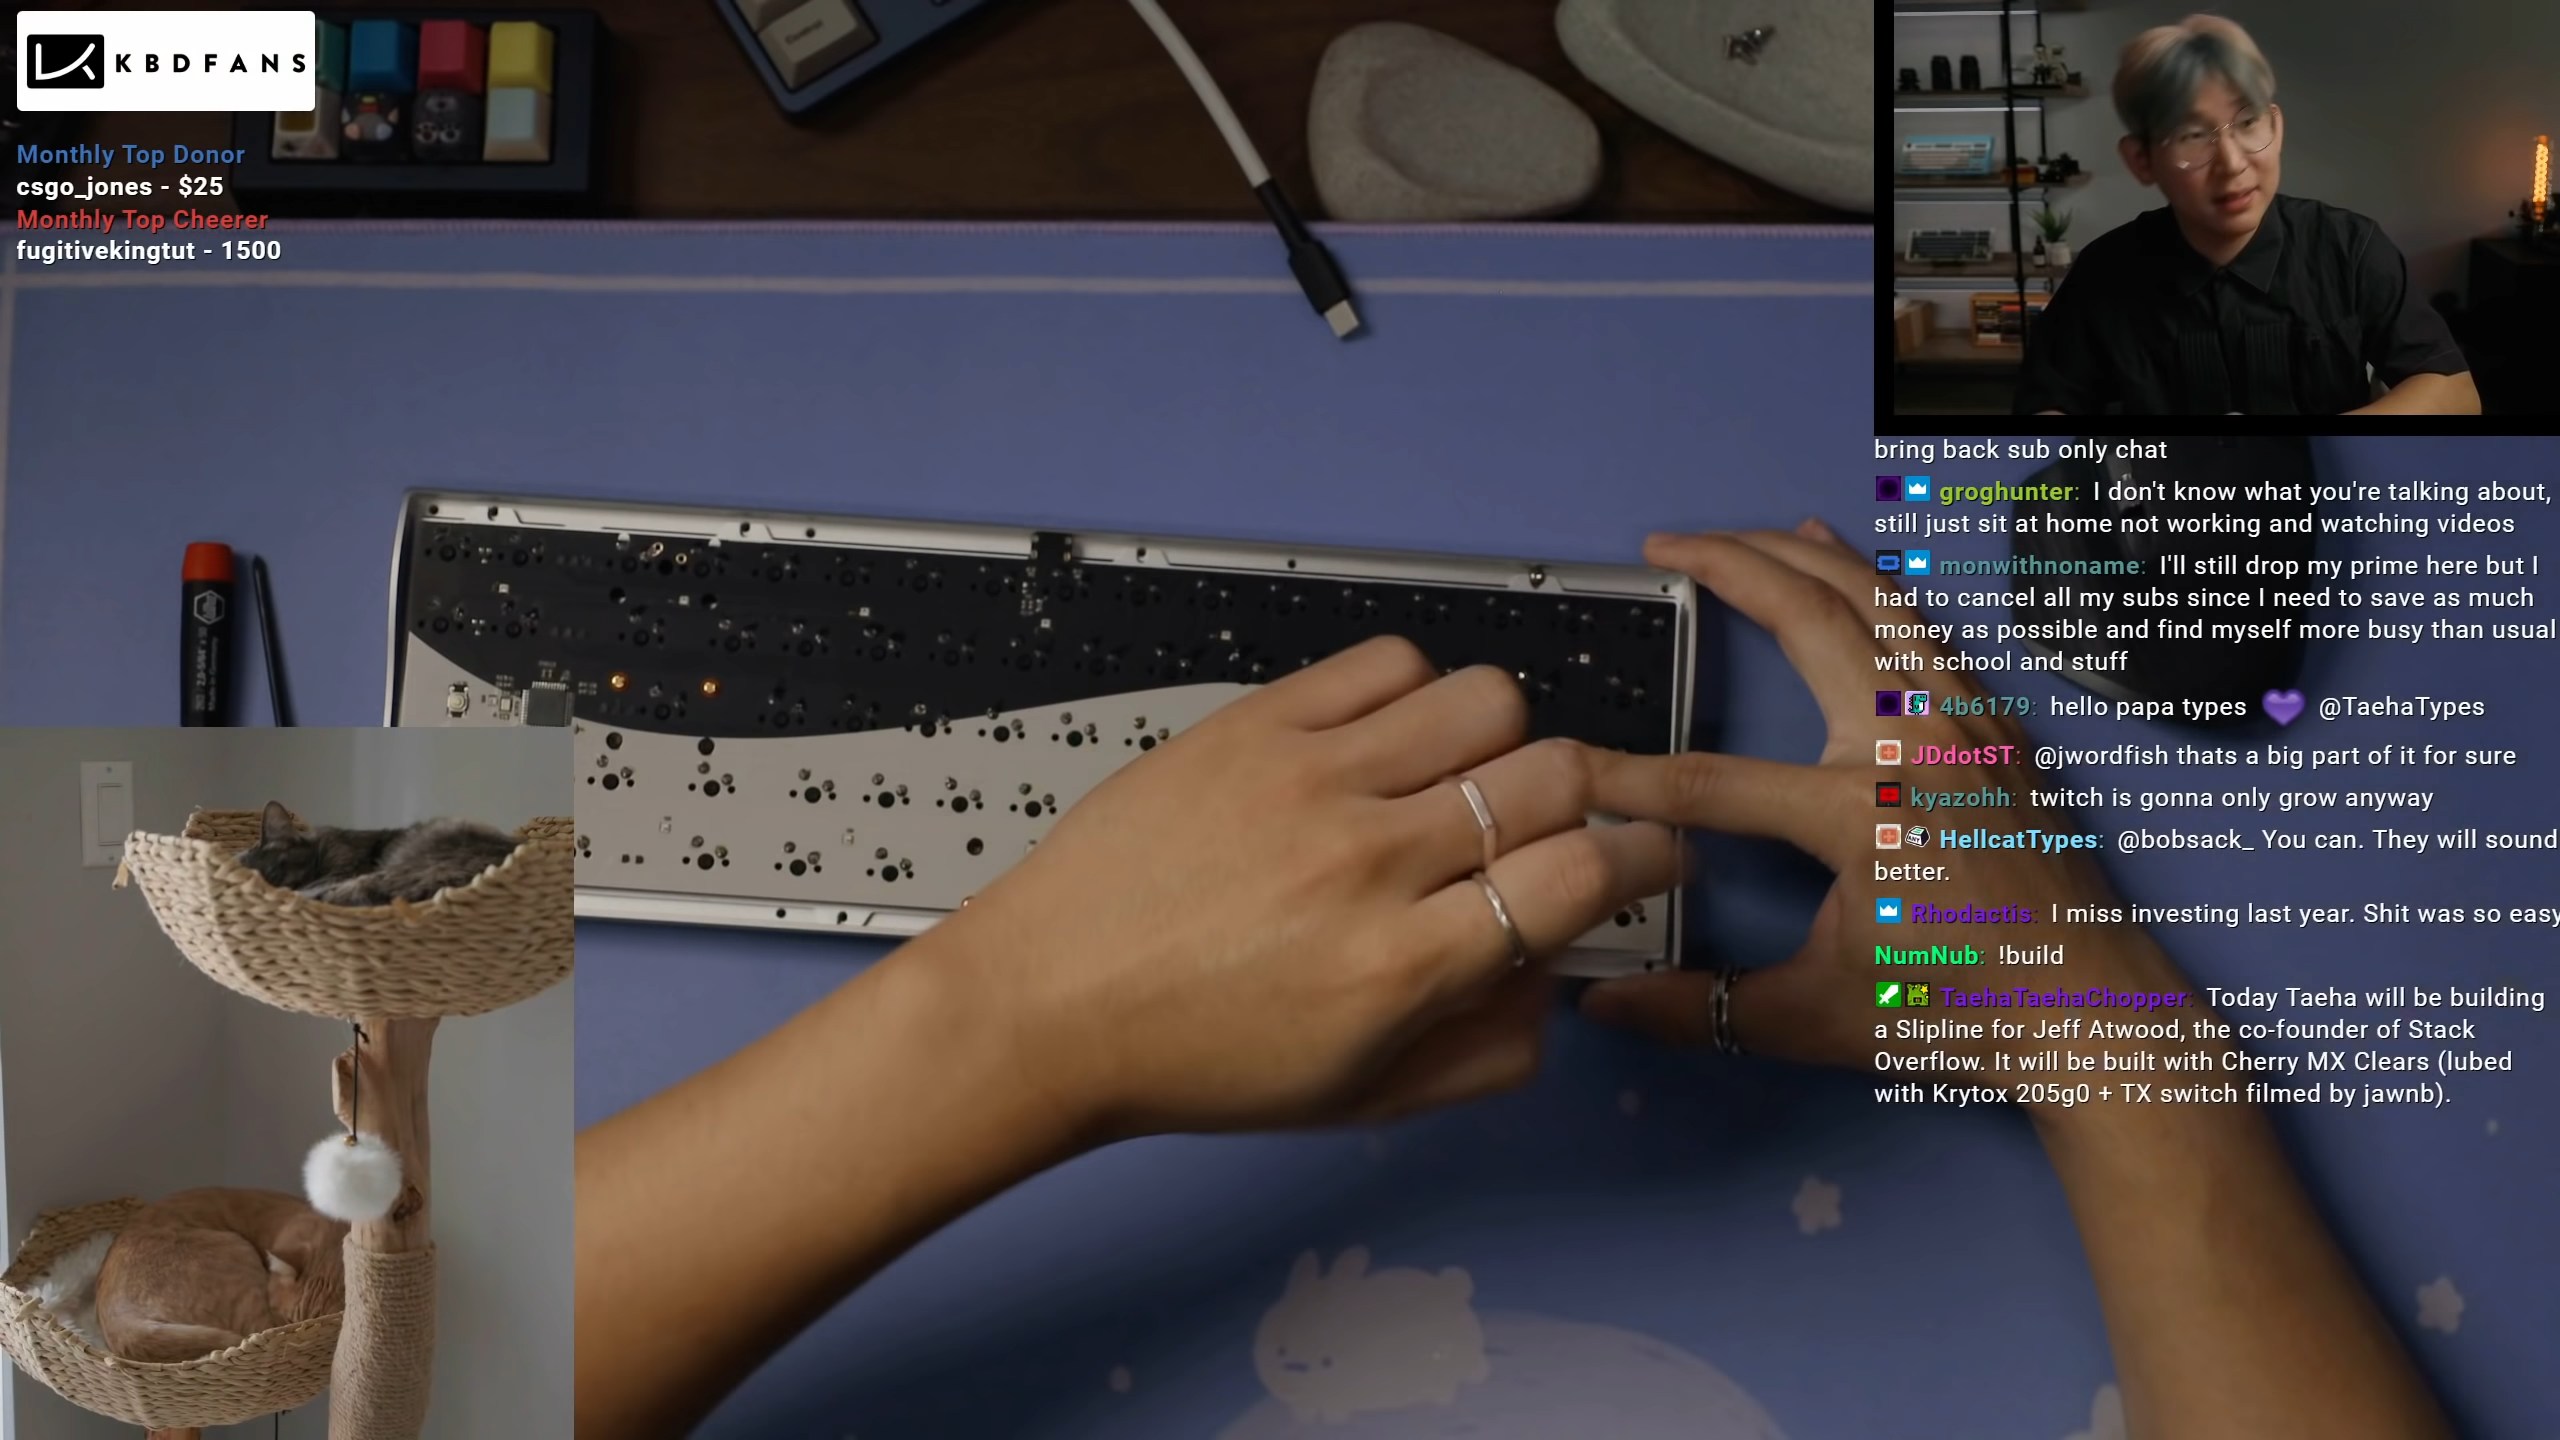 KBDFANS
Monthly Top Donor
csgo_jones - $25
Monthly Top Cheerer
fugitivekingtut - 1500
bring back sub only chat
groghunter: I don't know what you're talking about,
still just sit at home not working and watching videos
monwithnoname: I'll still drop my prime here but I
had to cancel all my subs since I need to save as much
money as possible and find myself more busy than usual
with school and stuff
4b6179: hello papa types @TaehaTypes
JDdotST: @jwordfish thats a big part of it for sure
kyazohh: twitch is gonna only grow anyway
HellcatTypes: @bobsack_ You can. They will sound
better.
Rhodactis: I miss investing last year. Shit was so easy
NumNub: !build
TaehaTaehaChopper: Today Taeha will be building
a Slipline for Jeff Atwood, the co-founder of Stack
Overflow. It will be built with Cherry MX Clears (lubed
with Krytox 205g0 + TX switch filmed by jawnb).